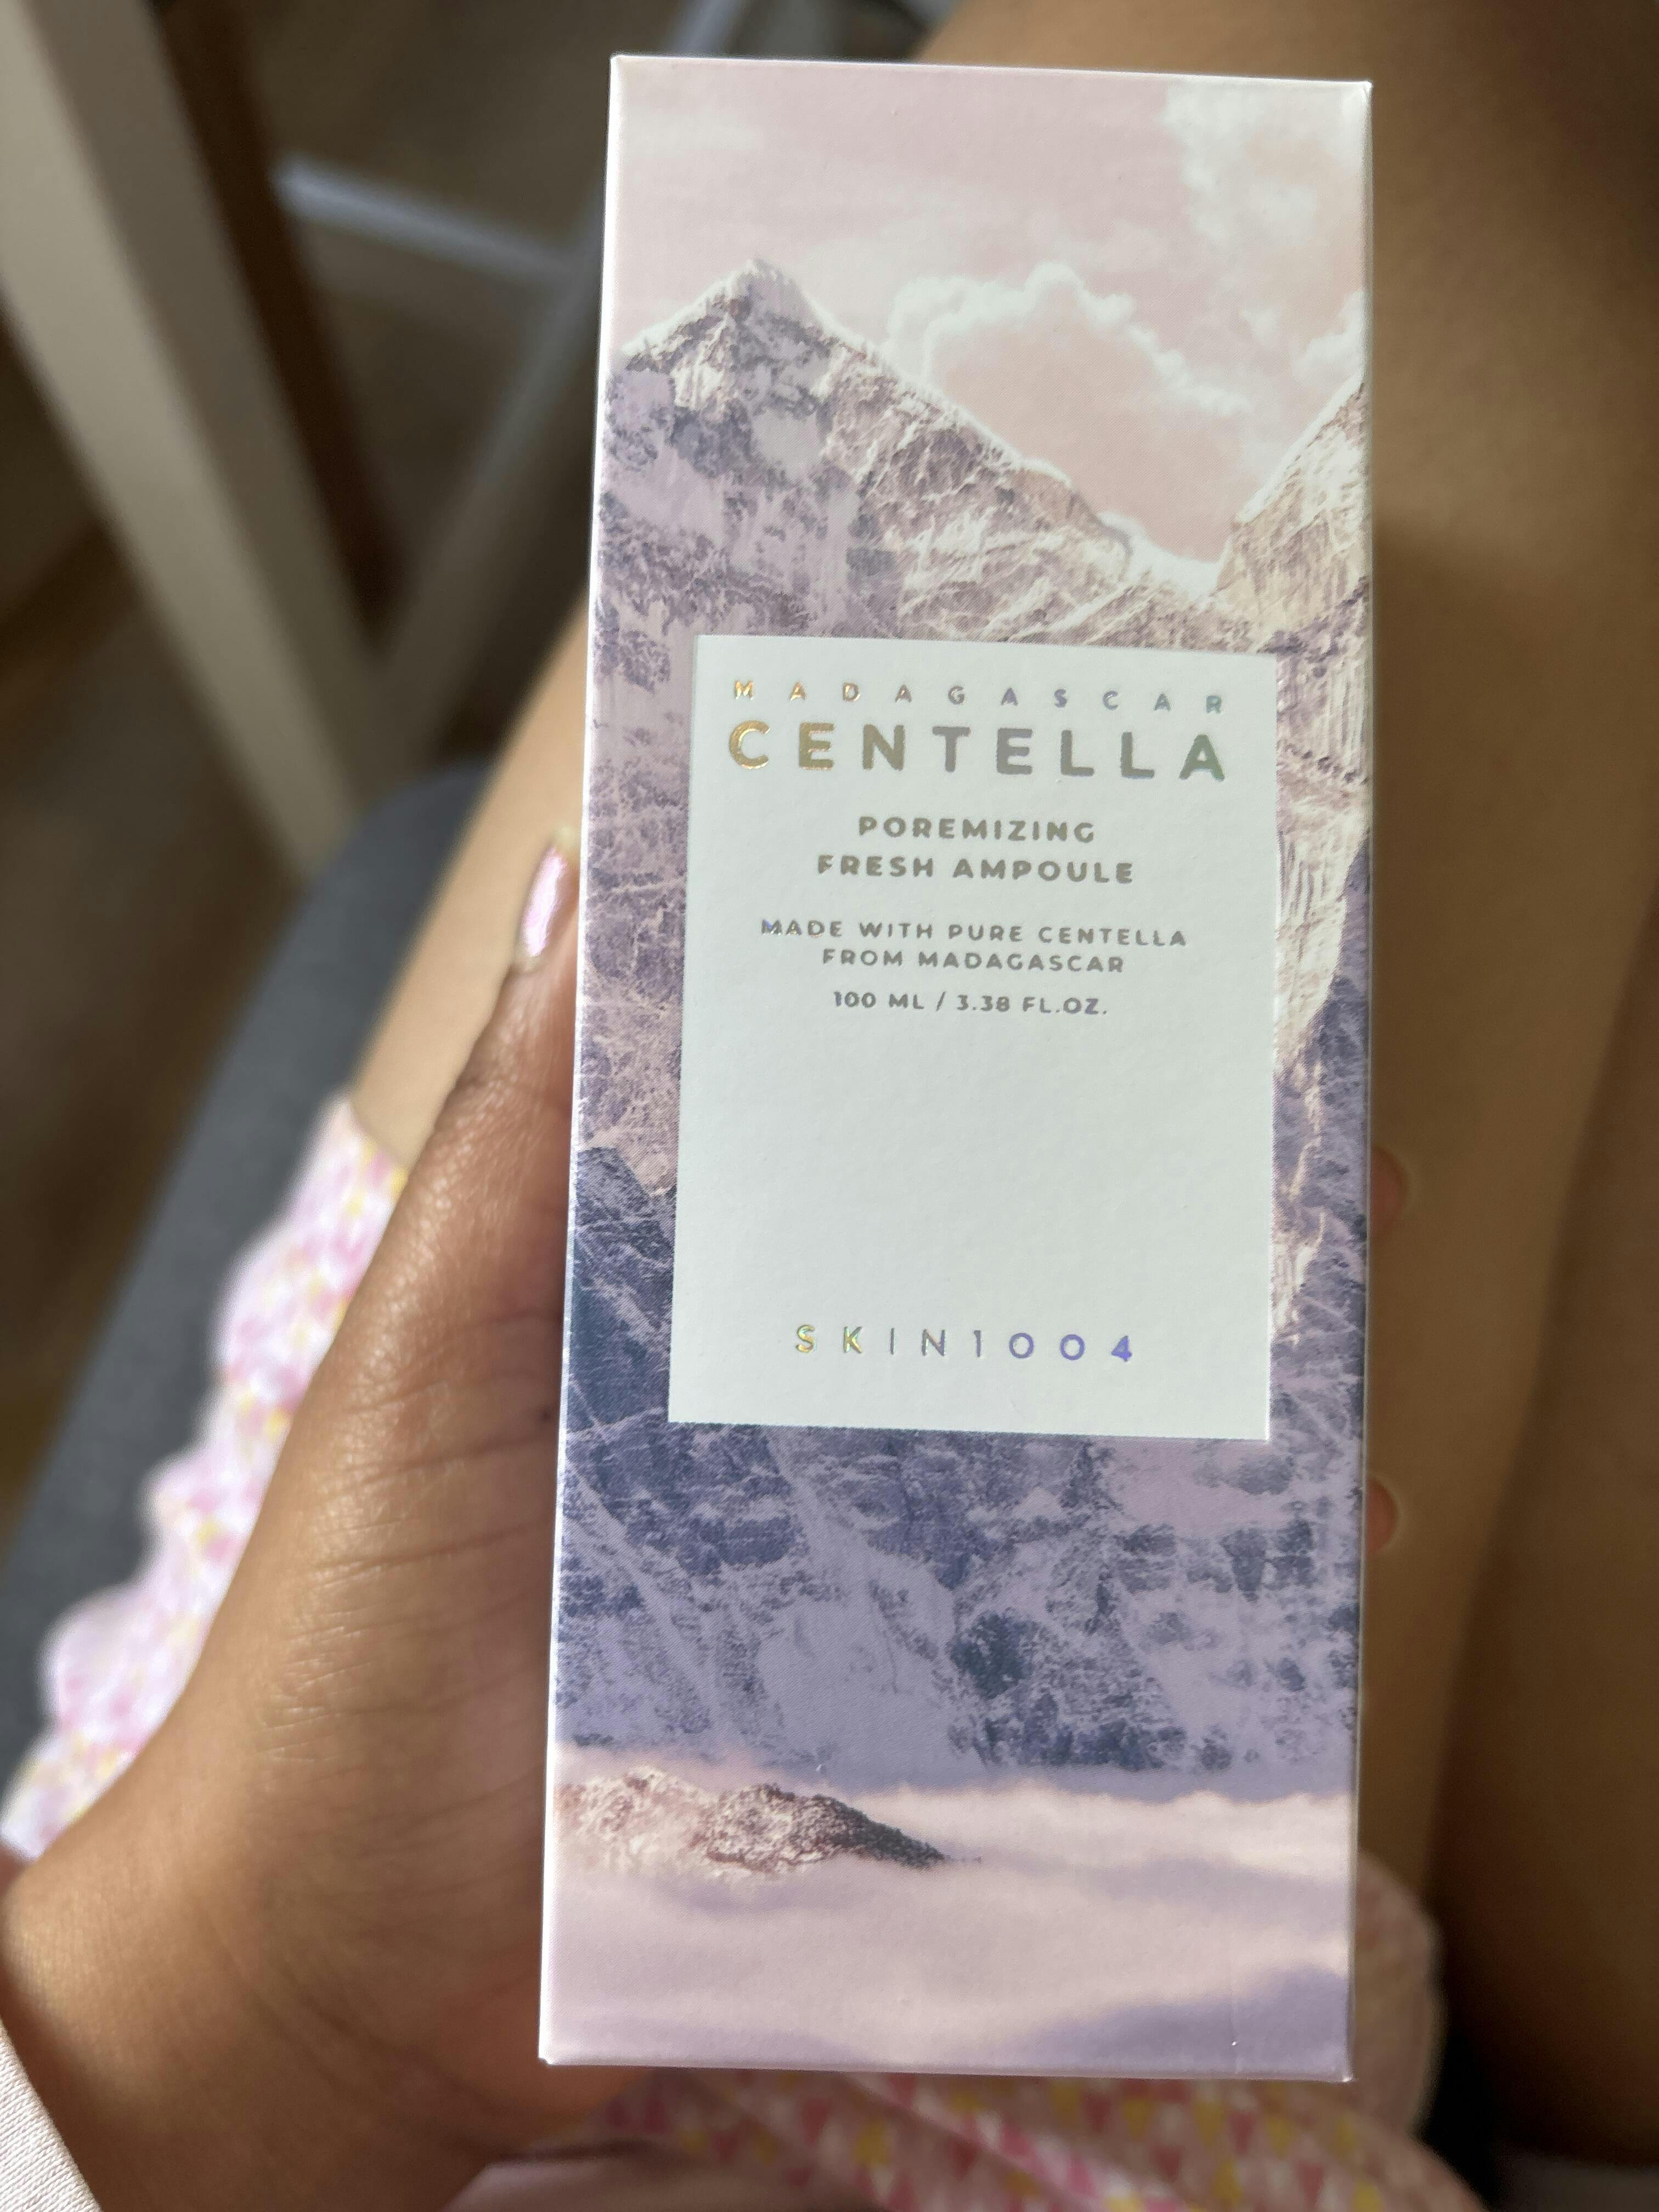 MADAGASCAR
CENTELLA
POREMIZING
FRESH AMPOULE
MADE WITH PURE CENTELLA
FROM MADAGASCAR
100 ML / 3.38 FL.OZ.
SKIN1004